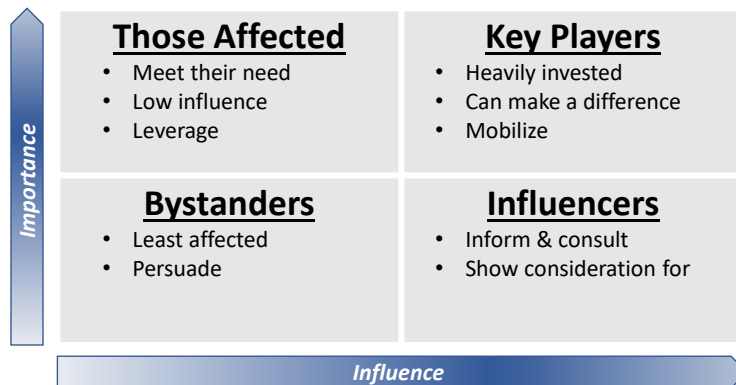 Those Affected
• Meet their need
• Low influence
• Leverage
Key Players
• Heavily invested
• Can make a difference
• Mobilize
Bystanders
• Least affected
• Persuade
Influencers
• Inform & consult
• Show consideration for
Importance
Influence